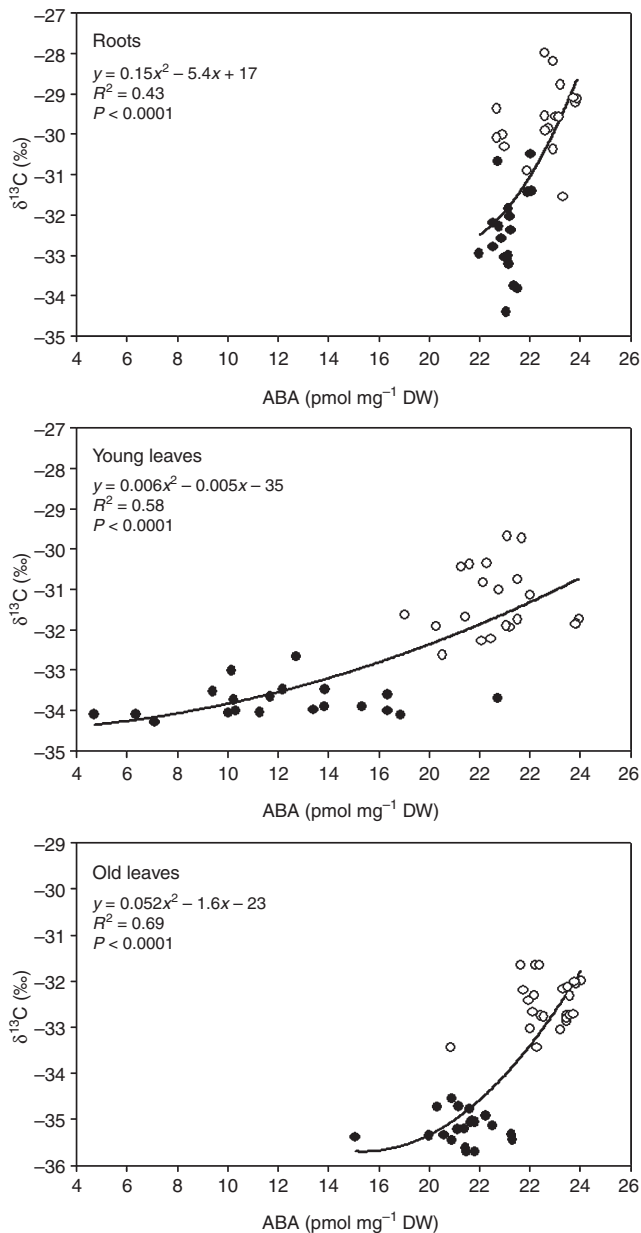 Roots
y = 0.15x² – 5.4x + 17
R² = 0.43
P < 0.0001
–27
–28
–29
–30
–31
–32
–33
–34
–35
δ¹³C (‰)
4 6 8 10 12 14 16 20 22 22 24 26
ABA (pmol mg⁻¹ DW)
Young leaves
y = 0.006x² – 0.005x – 35
R² = 0.58
P < 0.0001
–27
–28
–29
–30
–31
–32
–33
–34
–35
δ¹³C (‰)
4 6 8 10 12 14 16 20 22 22 24 26
ABA (pmol mg⁻¹ DW)
Old leaves
y = 0.052x² – 1.6x – 23
R² = 0.69
P < 0.0001
–29
–30
–31
–32
–33
–34
–35
–36
δ¹³C (‰)
4 6 8 10 12 14 16 20 22 22 24 26
ABA (pmol mg⁻¹ DW)